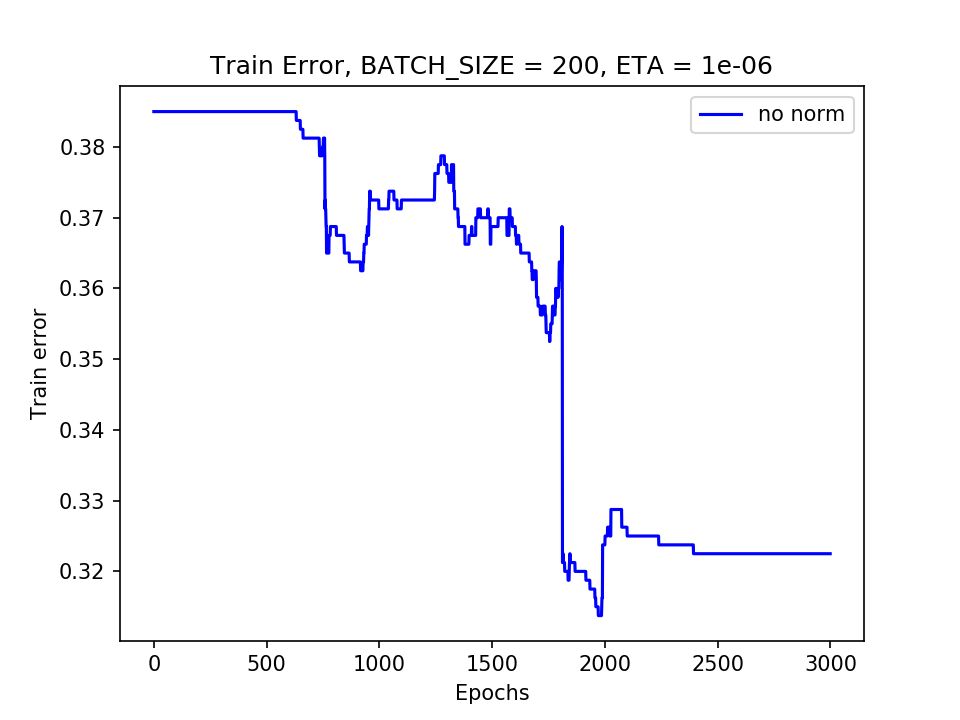 Train Error, BATCH_SIZE = 200, ETA = 1e-06
no norm
Train error
0.38
0.37
0.36
0.35
0.34
0.33
0.32
0 500 1000 1500 2000 2500 3000
Epochs